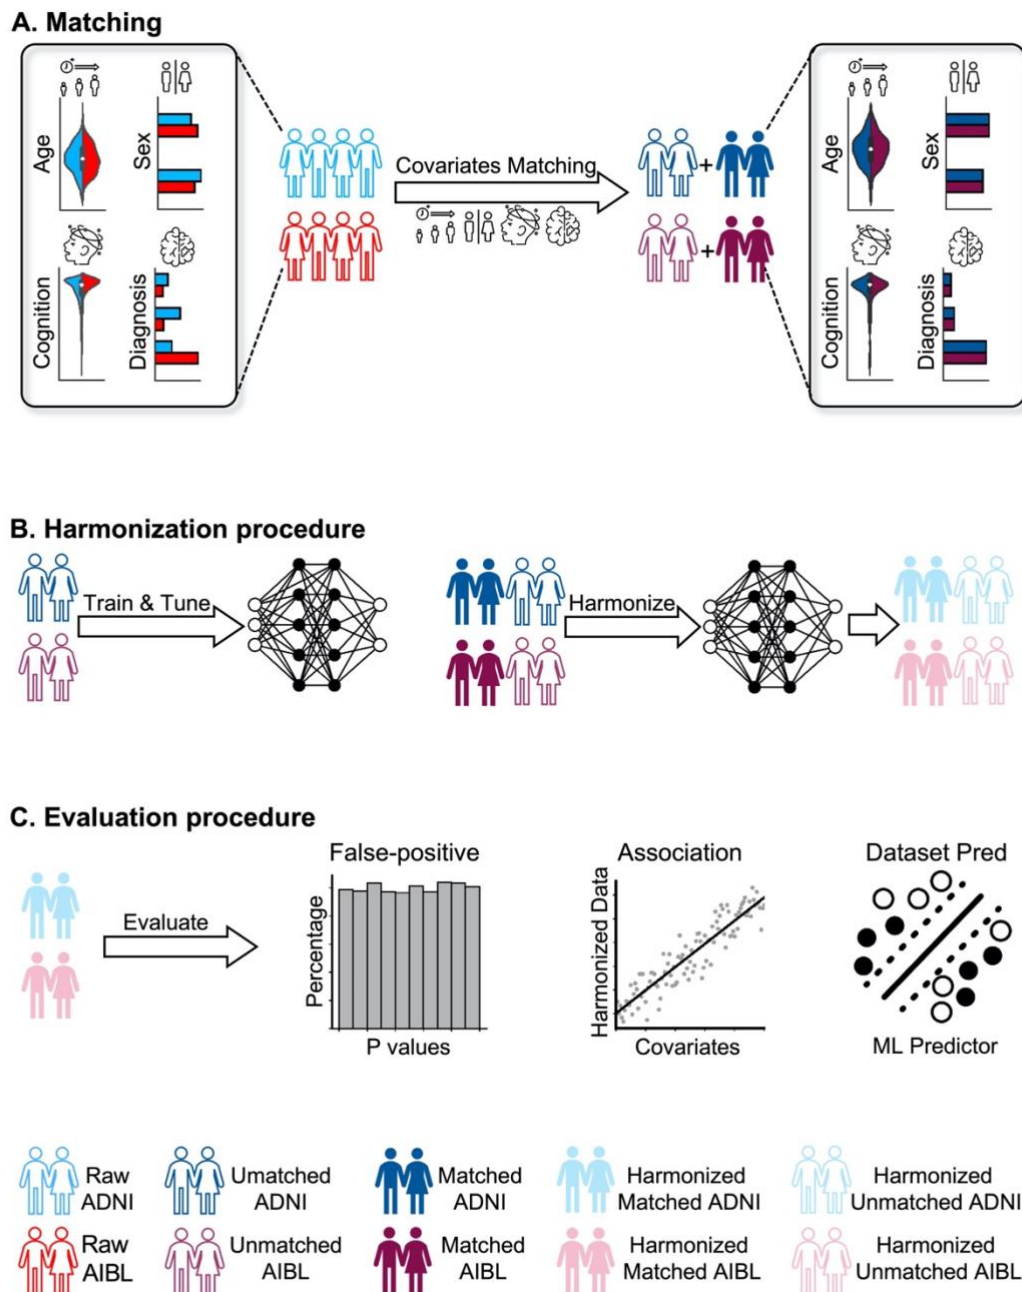 A. Matching
Age
Sex
Cognition
Diagnosis
Covariates Matching
+
+
Age
Sex
Cognition
Diagnosis
B. Harmonization procedure
Train & Tune
Harmonize
C. Evaluation procedure
Evaluate
False-positive
Percentage
P values
Association
Harmonized Data
Covariates
Dataset Pred
ML Predictor
Raw
ADNI
Umatched
ADNI
Matched
ADNI
Harmonized
Matched ADNI
Harmonized
Unmatched ADNI
Raw
AIBL
Unmatched
AIBL
Matched
AIBL
Harmonized
Matched AIBL
Harmonized
Unmatched AIBL